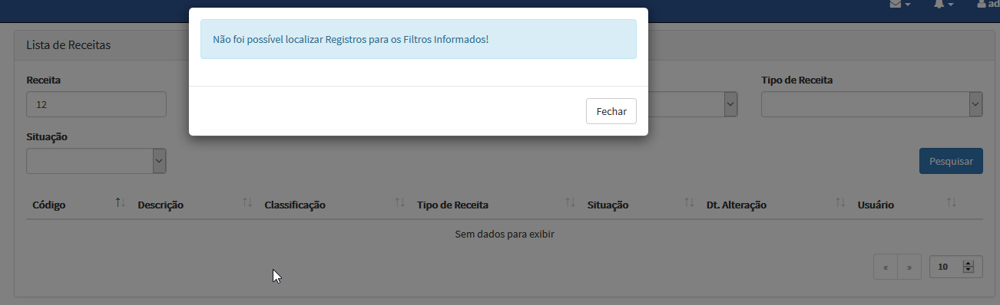 ad
Não foi possível localizar Registros para os Filtros Informados!
Fechar
Lista de Receitas
Receita
Tipo de Receita
12
Situação
Pesquisar
Código Descrição Classificação Tipo de Receita Situação Dt. Alteração Usuário
Sem dados para exibir
« » 10